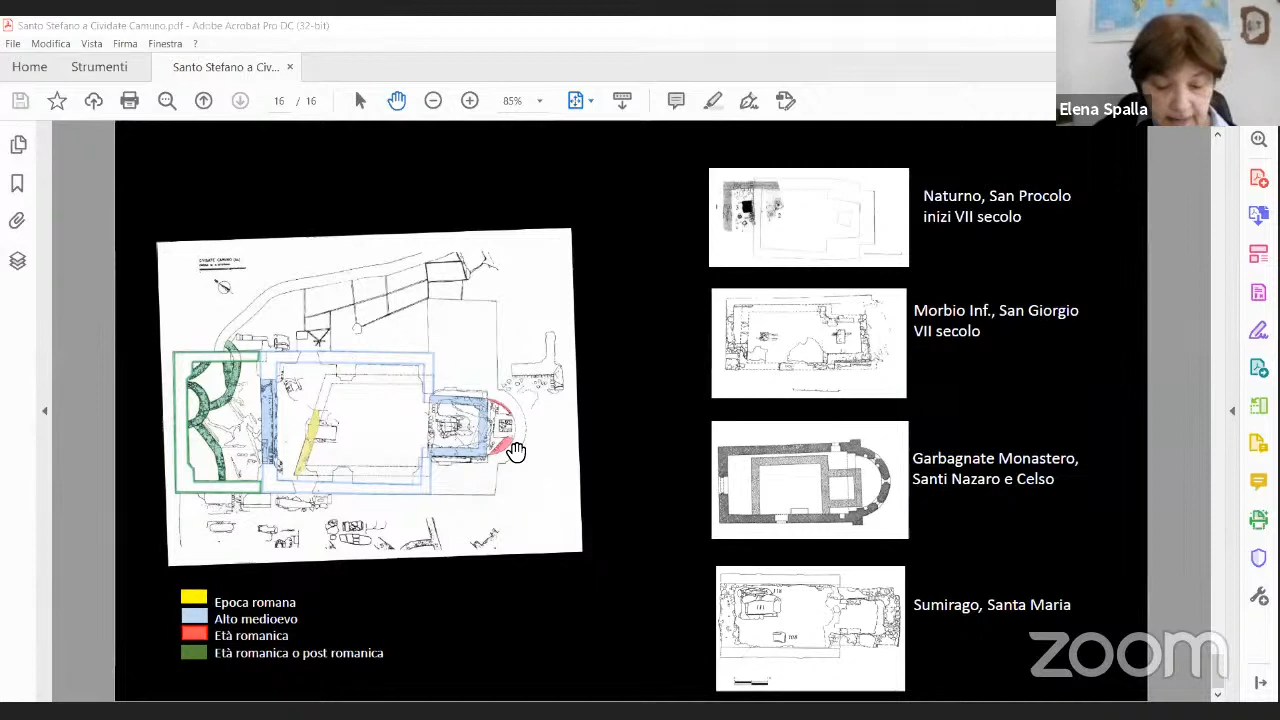 Santo Stefano a Cividate Camuno.pdf - Adobe Acrobat Pro DC (32-bit)
File Modifica Vista Firma Finestra ?
Home Strumenti Santo Stefano a Civ... ×
16 / 16 85%
Elena Spalla
CIVIDATE CAMUNO
Naturno, San Procolo
inizi VII secolo
Morbio Inf., San Giorgio
VII secolo
Garbagnate Monastero,
Santi Nazaro e Celso
Sumirago, Santa Maria
Epoca romana
Alto medioevo
Età romanica
Età romanica o post romanica
zoom